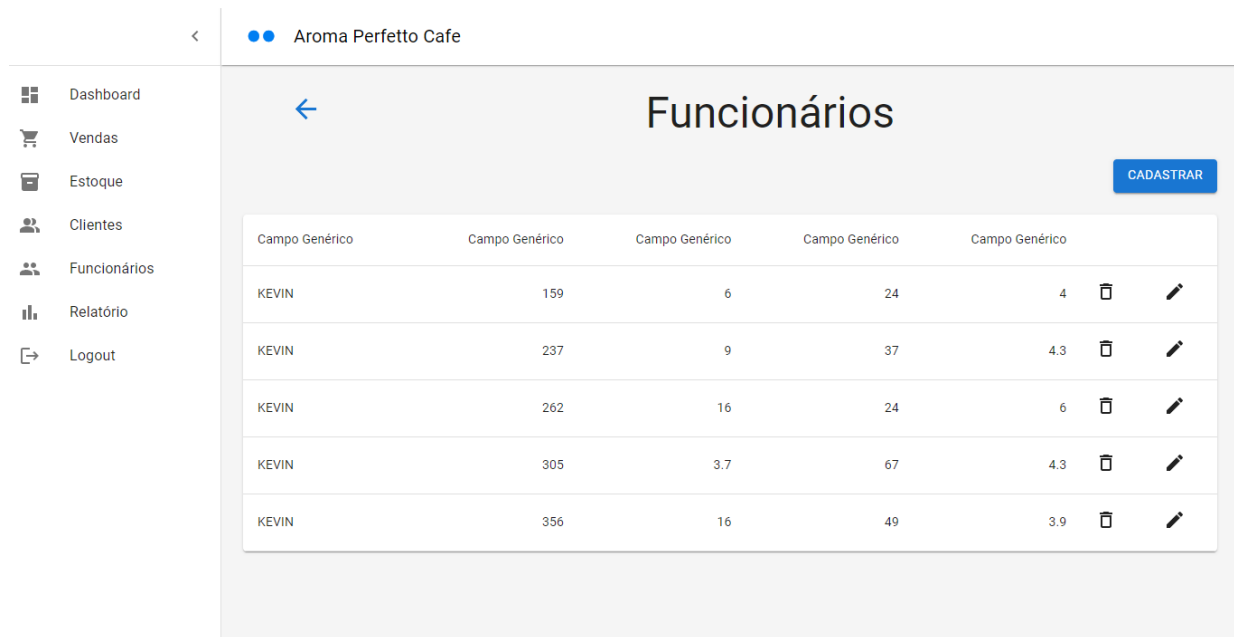 Aroma Perfetto Cafe
Dashboard
Vendas
Estoque
Clientes
Funcionários
Relatório
Logout
Funcionários
CADASTRAR
Campo Genérico Campo Genérico Campo Genérico Campo Genérico Campo Genérico
KEVIN 159 6 24 4
KEVIN 237 9 37 4.3
KEVIN 262 16 24 6
KEVIN 305 3.7 67 4.3
KEVIN 356 16 49 3.9